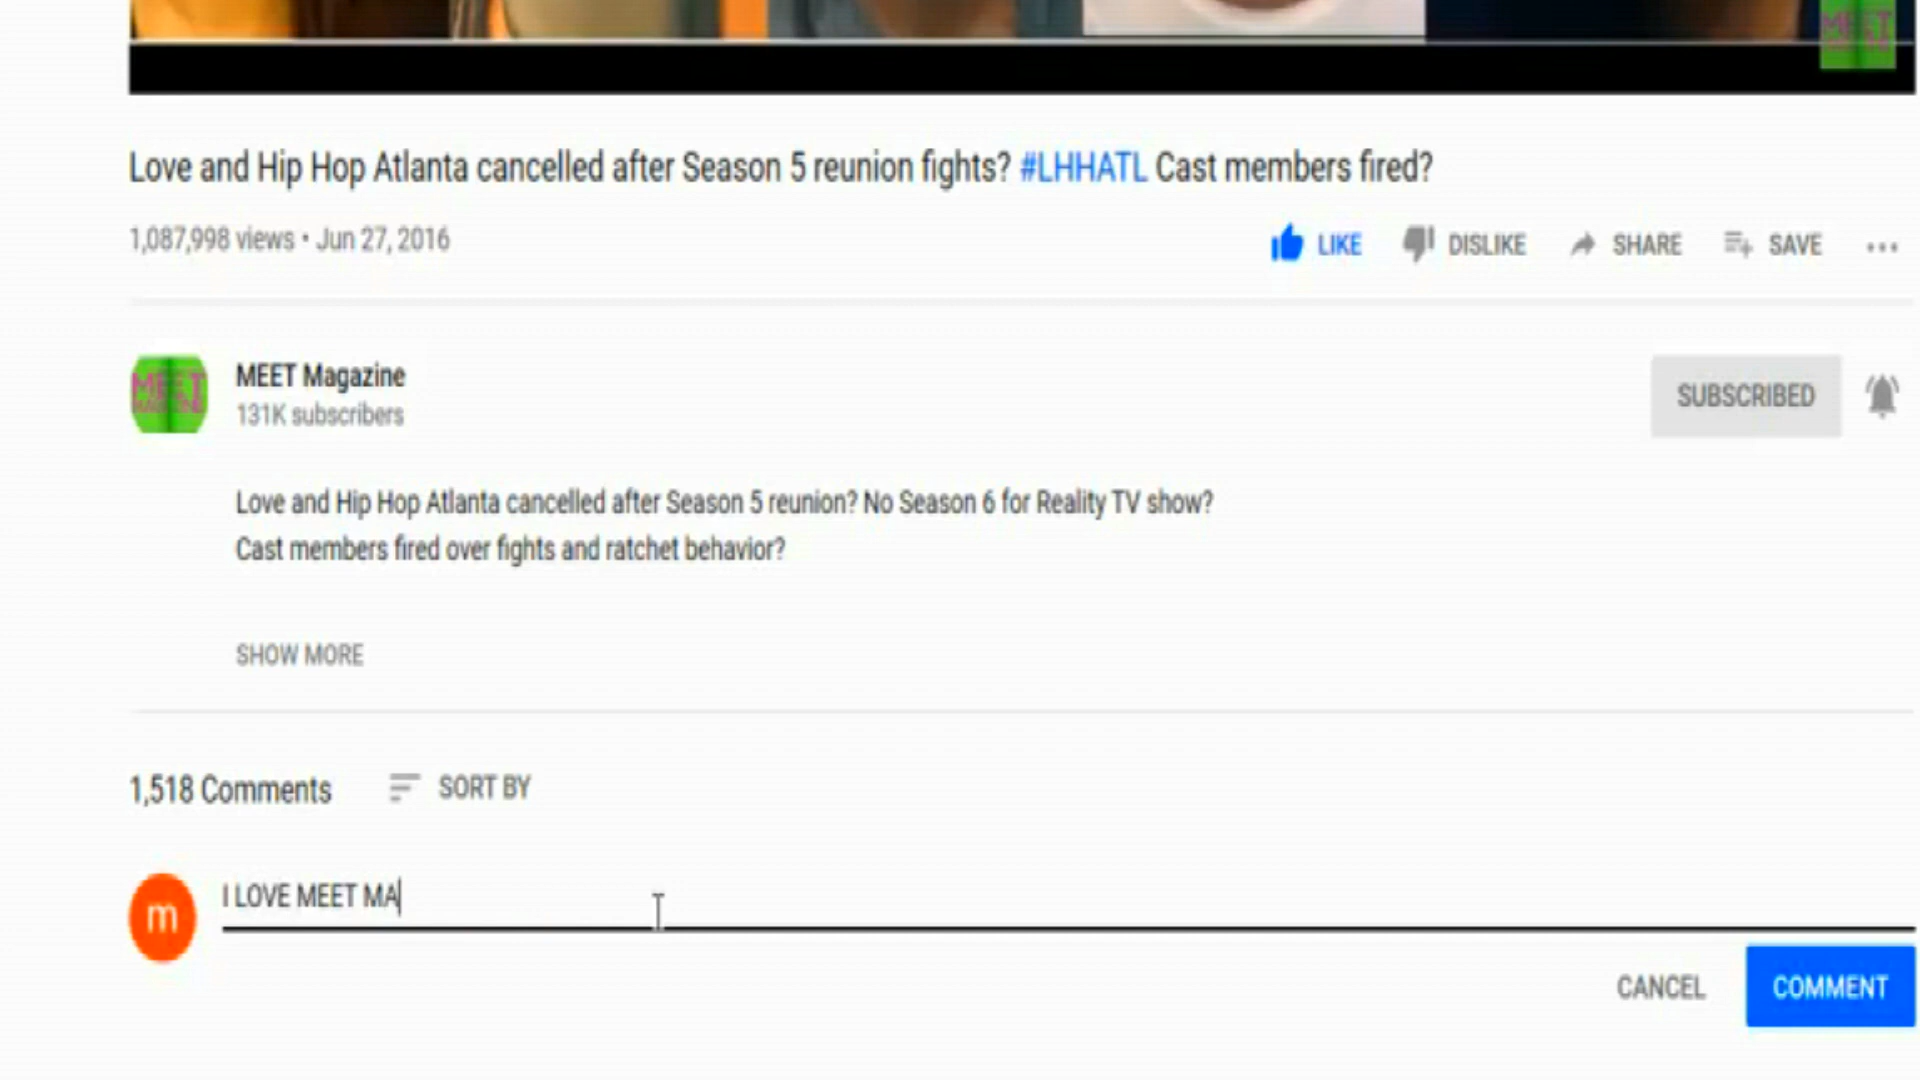 MEET
Love and Hip Hop Atlanta cancelled after Season 5 reunion fights? #LHHATL Cast members fired?
1,087,998 views • Jun 27, 2016
LIKE DISLIKE SHARE SAVE
MEET
MEET Magazine
131K subscribers
SUBSCRIBED
Love and Hip Hop Atlanta cancelled after Season 5 reunion? No Season 6 for Reality TV show?
Cast members fired over fights and ratchet behavior?
SHOW MORE
1,518 Comments SORT BY
m
I LOVE MEET MA
CANCEL COMMENT